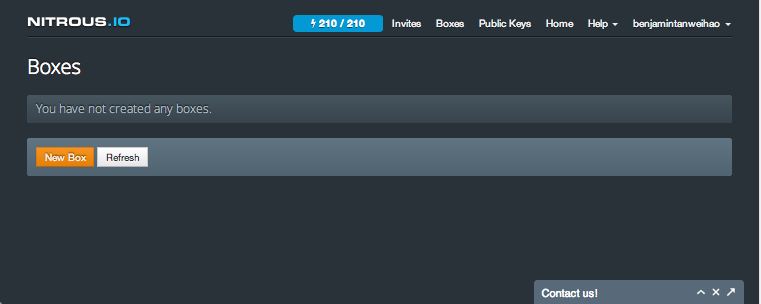 NITROUS.IO
210 / 210 Invites Boxes Public Keys Home Help benjamintanweihao
Boxes
You have not created any boxes.
New Box Refresh
Contact us!